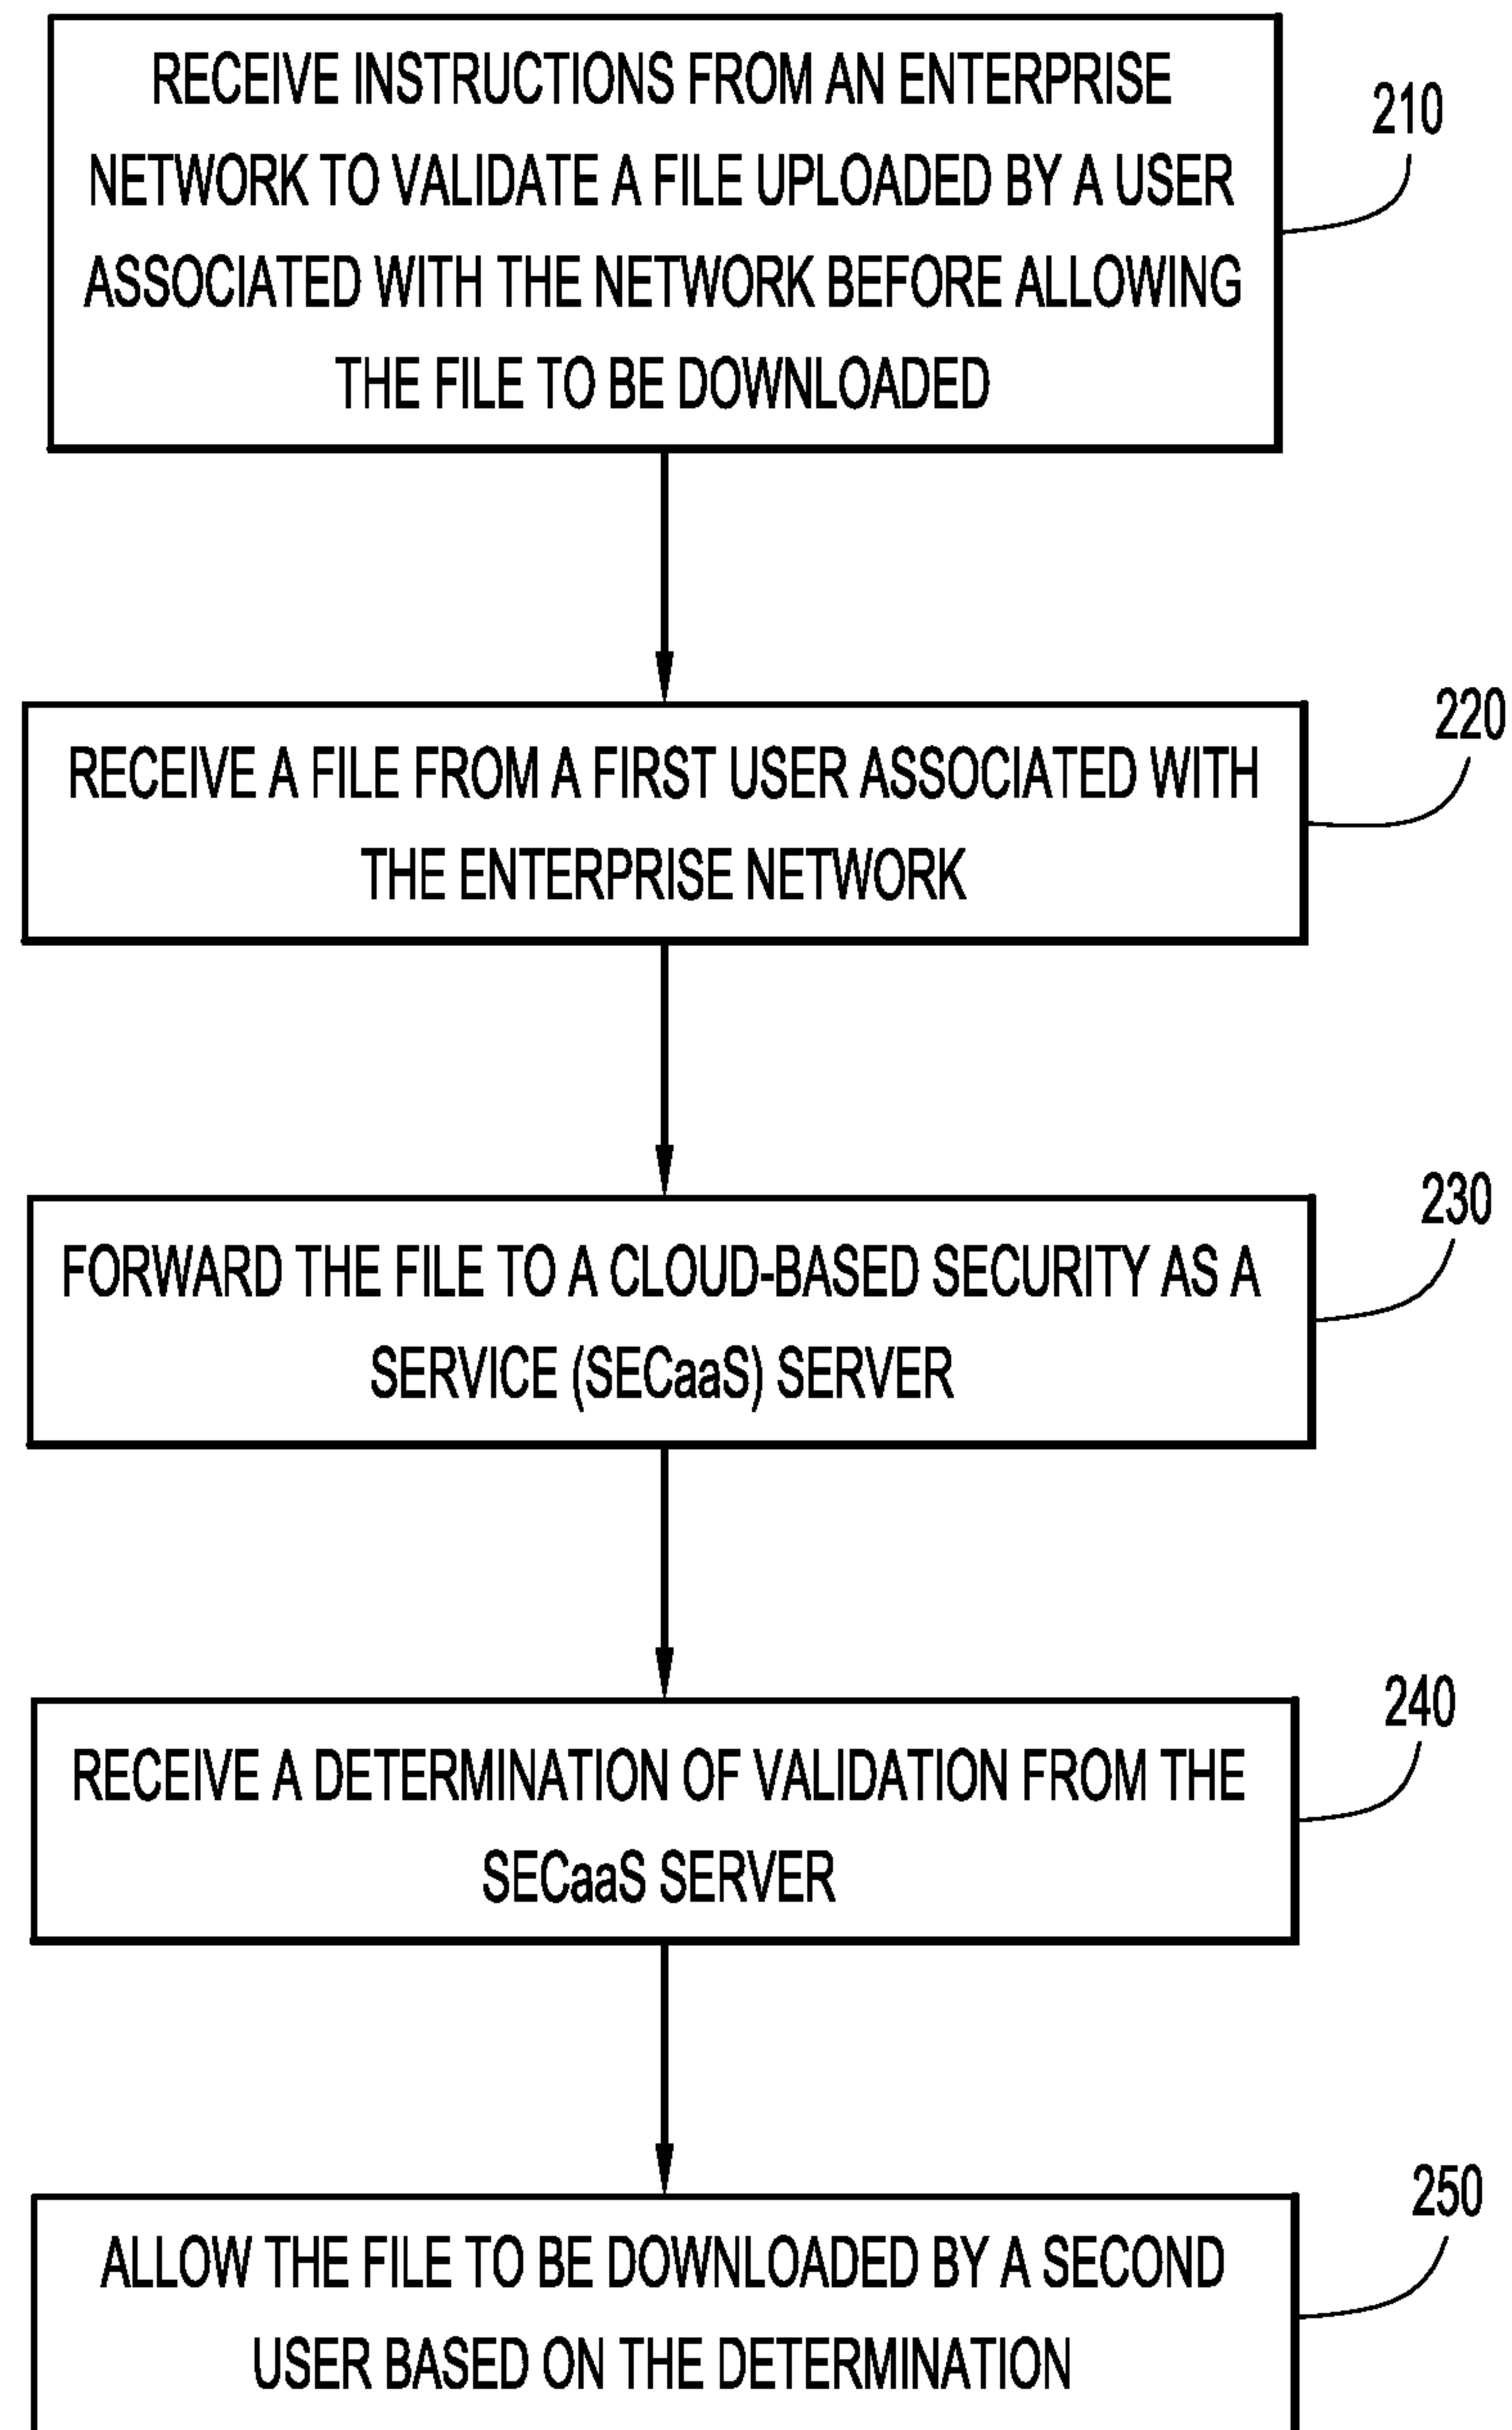 RECEIVE INSTRUCTIONS FROM AN ENTERPRISE
NETWORK TO VALIDATE A FILE UPLOADED BY A USER
ASSOCIATED WITH THE NETWORK BEFORE ALLOWING
THE FILE TO BE DOWNLOADED
210
RECEIVE A FILE FROM A FIRST USER ASSOCIATED WITH
THE ENTERPRISE NETWORK
220
FORWARD THE FILE TO A CLOUD-BASED SECURITY AS A
SERVICE (SECaaS) SERVER
230
RECEIVE A DETERMINATION OF VALIDATION FROM THE
SECaaS SERVER
240
ALLOW THE FILE TO BE DOWNLOADED BY A SECOND
USER BASED ON THE DETERMINATION
250